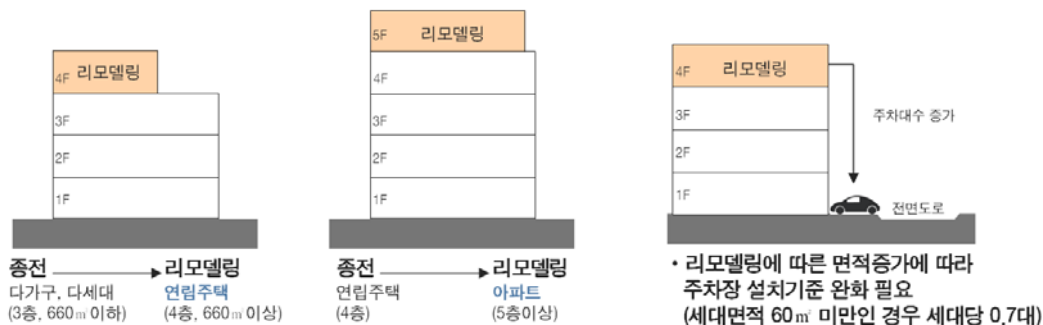 4F 리모델링
3F
2F
1F
종전 리모델링
다가구, 다세대 연립주택
(3층, 660㎡ 이하) (4층, 660㎡ 이상)
5F 리모델링
4F
3F
2F
1F
종전 리모델링
연립주택 아파트
(4층) (5층이상)
4F 리모델링
3F
2F
1F
주차대수 증가
전면도로
• 리모델링에 따른 면적증가에 따라
주차장 설치기준 완화 필요
(세대면적 60㎡ 미만인 경우 세대당 0.7대)